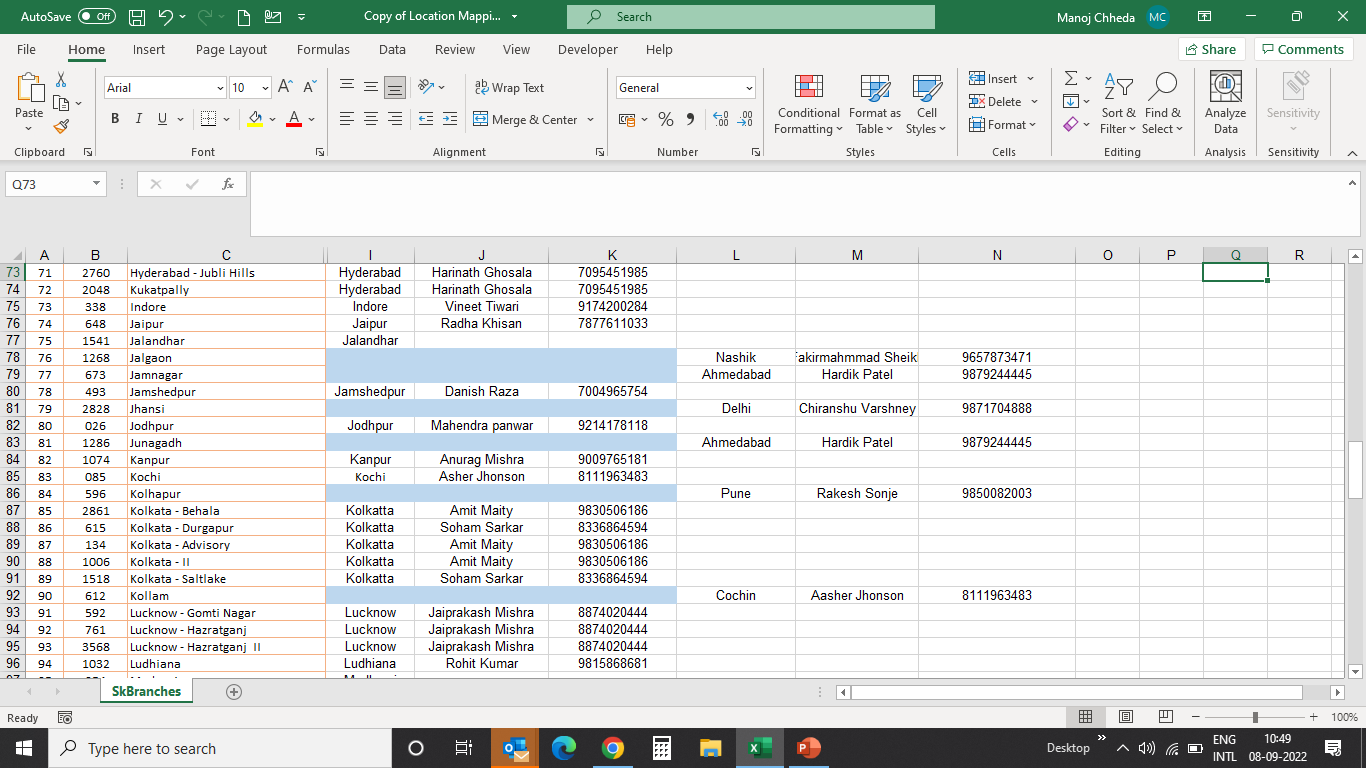 AutoSave Off Copy of Location Mappi... Search Manoj Chheda MC
File Home Insert Page Layout Formulas Data Review View Developer Help Share Comments
Paste Arial 10 Wrap Text General Conditional Formatting Format as Table Cell Styles Insert Sort & Filter Find & Select Analyze Data Sensitivity
B I U Merge & Center % Delete
Format
Clipboard Font Alignment Number Styles Cells Editing Analysis Sensitivity
Q73 fx
A B C I J K L M N O P Q R
73 71 2760 Hyderabad - Jubli Hills Hyderabad Harinath Ghosala 7095451985
74 72 2048 Kukatpally Hyderabad Harinath Ghosala 7095451985
75 73 338 Indore Indore Vineet Tiwari 9174200284
76 74 648 Jaipur Jaipur Radha Khisan 7877611033
77 75 1541 Jalandhar Jalandhar
78 76 1268 Jalgaon Nashik akirmahmmad Sheik 9657873471
79 77 673 Jamnagar Ahmedabad Hardik Patel 9879244445
80 78 493 Jamshedpur Jamshedpur Danish Raza 7004965754
81 79 2828 Jhansi Delhi Chiranshu Varshney 9871704888
82 80 026 Jodhpur Jodhpur Mahendra panwar 9214178118
83 81 1286 Junagadh Ahmedabad Hardik Patel 9879244445
84 82 1074 Kanpur Kanpur Anurag Mishra 9009765181
85 83 085 Kochi Kochi Asher Jhonson 8111963483
86 84 596 Kolhapur Pune Rakesh Sonje 9850082003
87 85 2861 Kolkata - Behala Kolkatta Amit Maity 9830506186
88 86 615 Kolkata - Durgapur Kolkatta Soham Sarkar 8336864594
89 87 134 Kolkata - Advisory Kolkatta Amit Maity 9830506186
90 88 1006 Kolkata - II Kolkatta Amit Maity 9830506186
91 89 1518 Kolkata - Saltlake Kolkatta Soham Sarkar 8336864594
92 90 612 Kollam Cochin Aasher Jhonson 8111963483
93 91 592 Lucknow - Gomti Nagar Lucknow Jaiprakash Mishra 8874020444
94 92 761 Lucknow - Hazratganj Lucknow Jaiprakash Mishra 8874020444
95 93 3568 Lucknow - Hazratganj II Lucknow Jaiprakash Mishra 8874020444
96 94 1032 Ludhiana Ludhiana Rohit Kumar 9815868681
SkBranches
Ready 100%
Type here to search Desktop ENG 10:49
INTL 08-09-2022